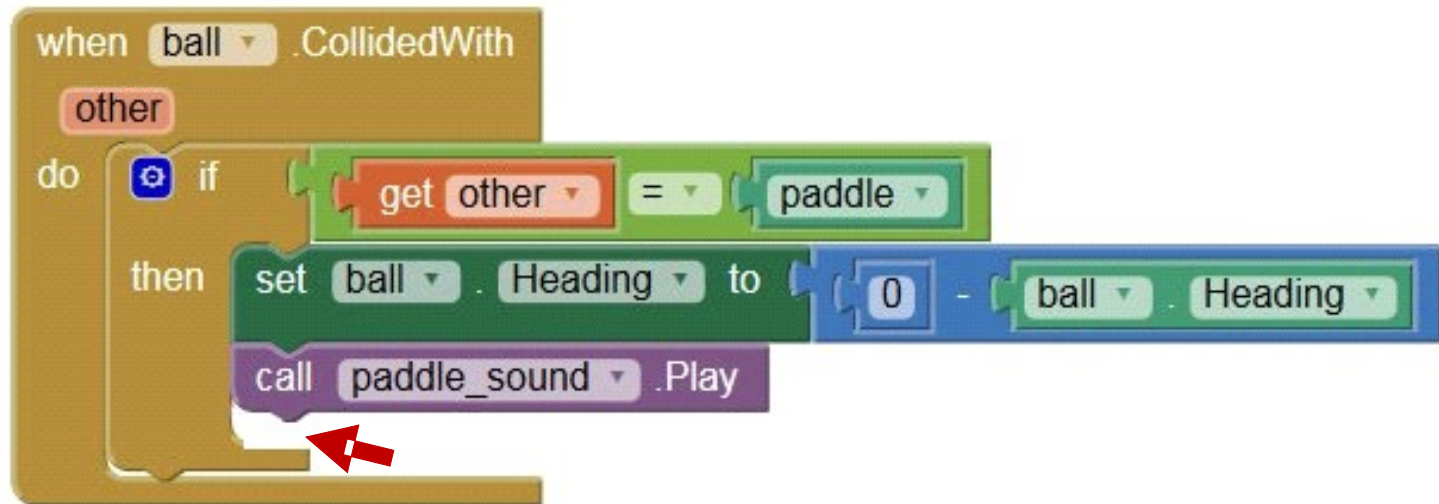 when ball .CollidedWith
other
do if get other = paddle
then set ball . Heading to 0 - ball . Heading
call paddle_sound .Play